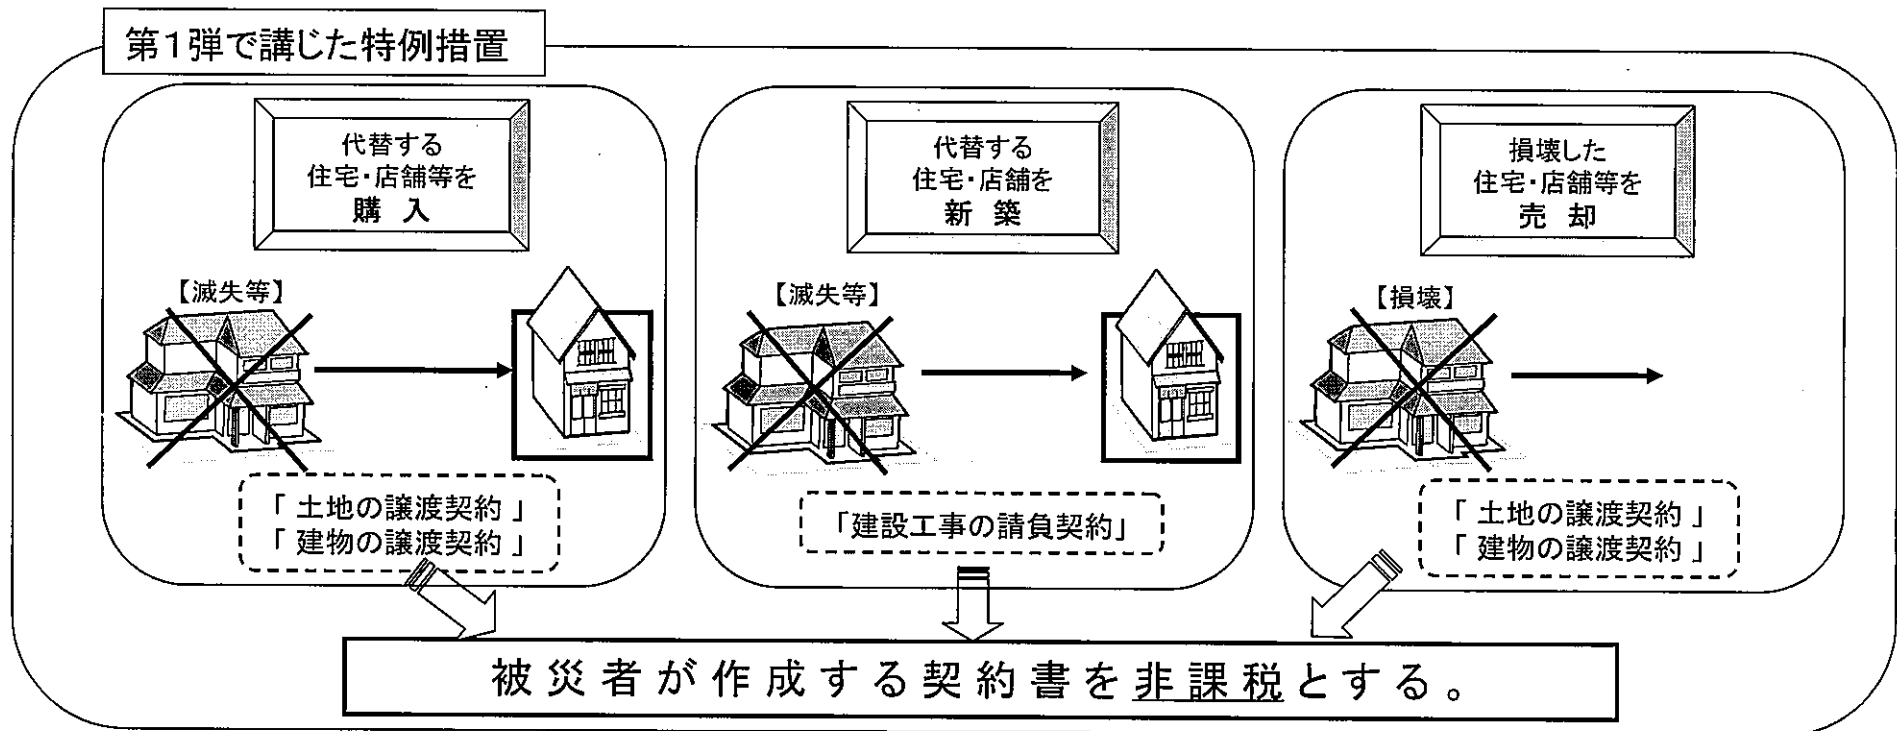 第1弾で講じた特例措置
代替する
住宅・店舗等を
購 入
【滅失等】
「 土地の譲渡契約 」
「 建物の譲渡契約 」
代替する
住宅・店舗を
新 築
【滅失等】
「建設工事の請負契約」
損壊した
住宅・店舗等を
売 却
【損壊】
「 土地の譲渡契約 」
「 建物の譲渡契約 」
被災者が作成する契約書を非課税とする。